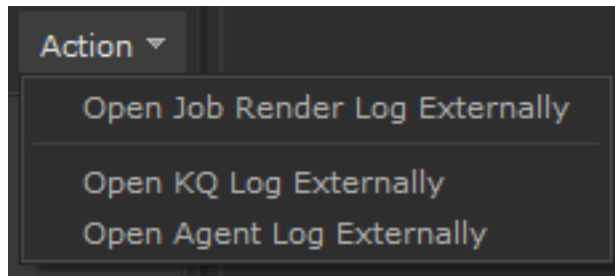 Action
Open Job Render Log Externally
Open KQ Log Externally
Open Agent Log Externally